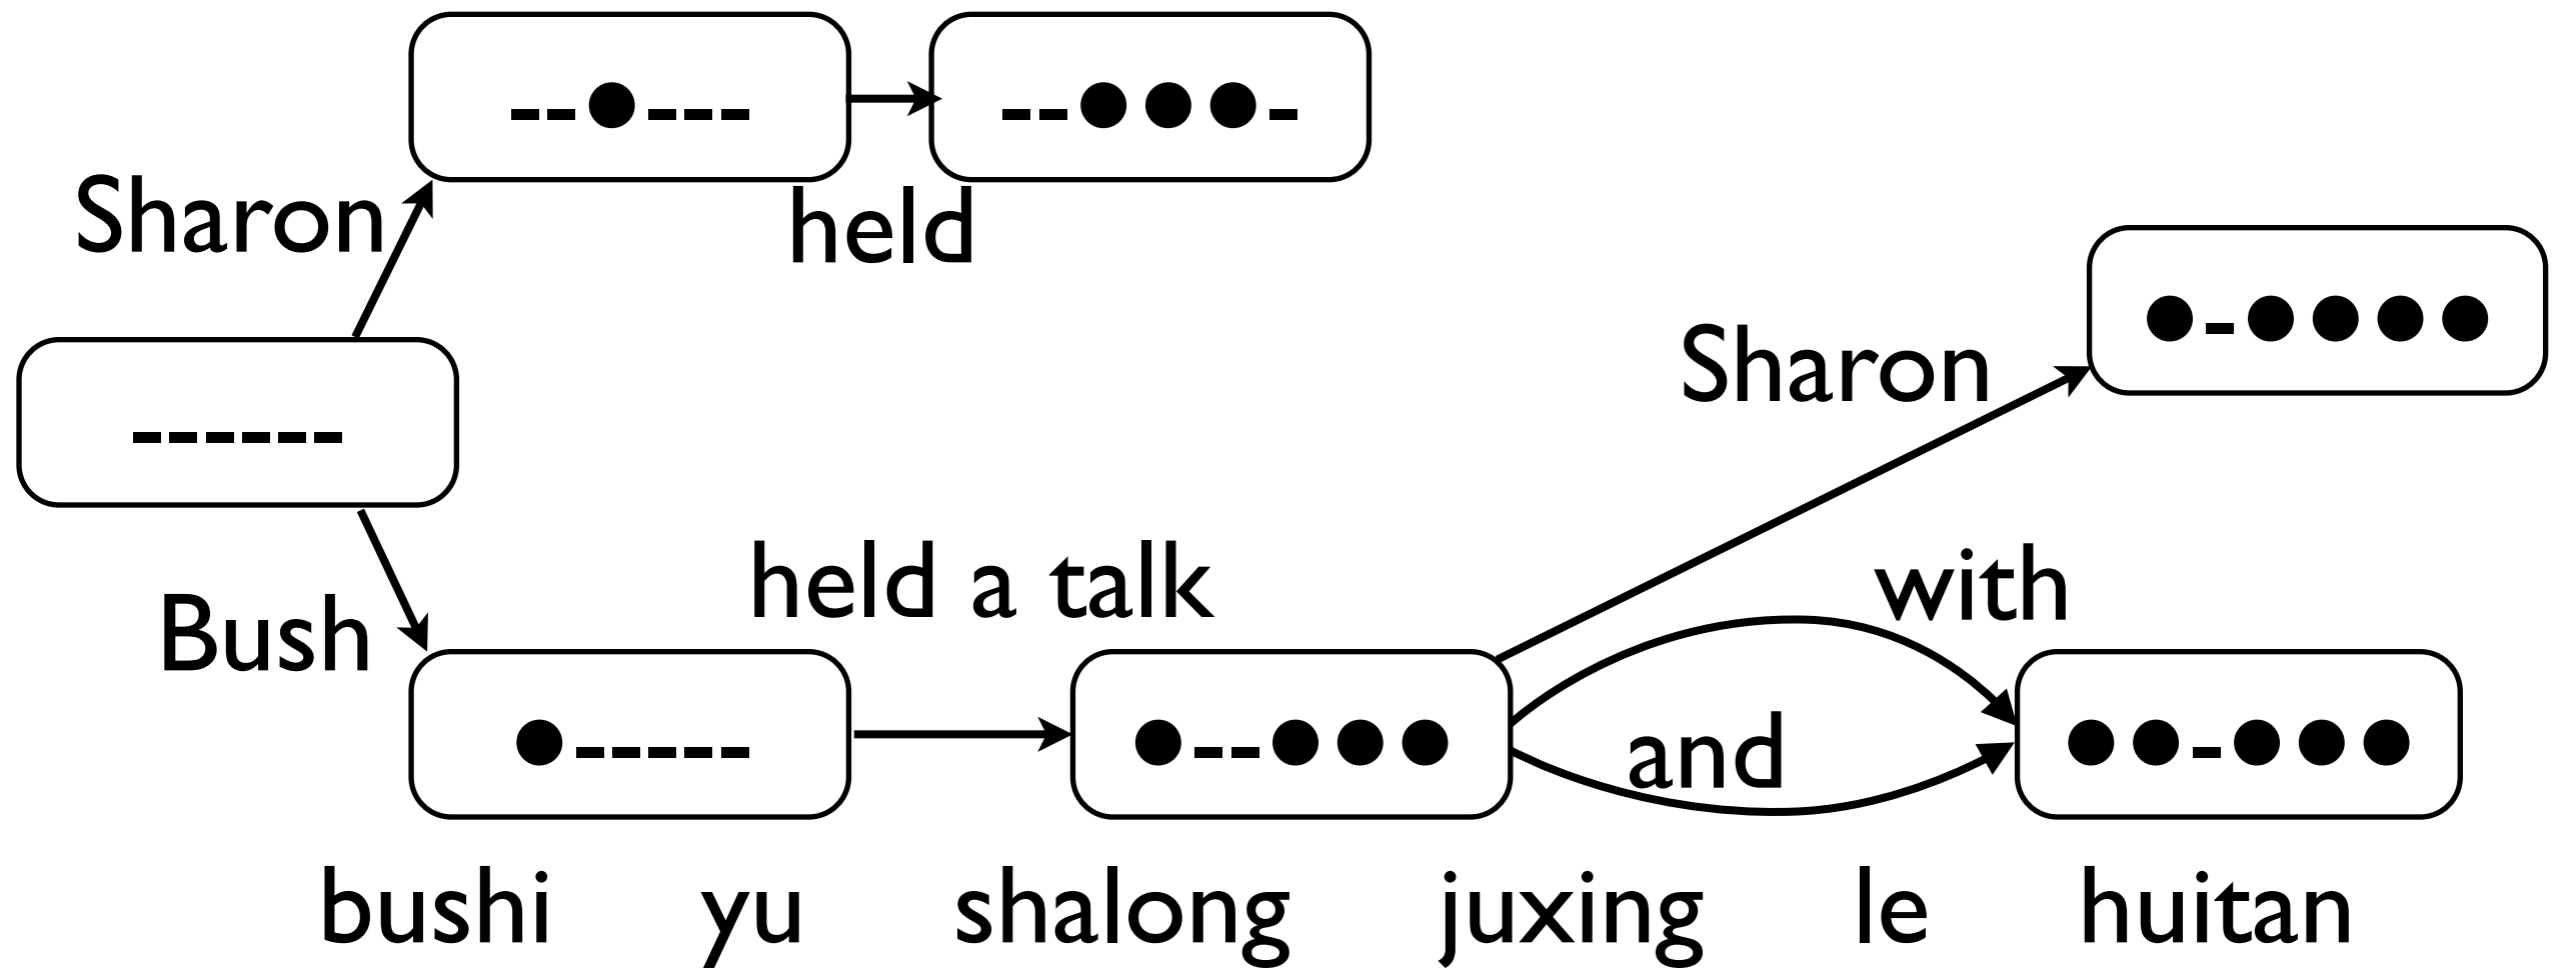 --●---
--●●●-
Sharon
held
●-●●●●
Sharon
------
held a talk
with
Bush
●-----
●--●●●
and
●●-●●●
bushi yu shalong juxing le huitan